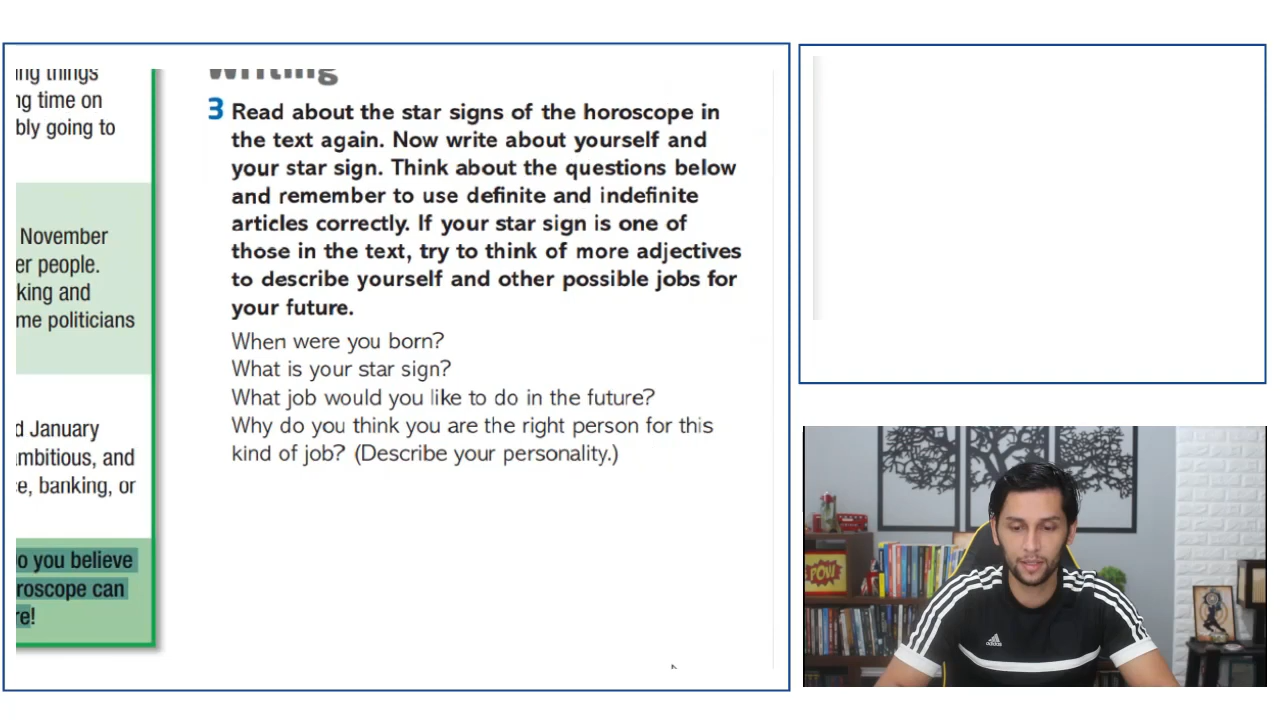 ing things
ng time on
bly going to
November
er people.
king and
me politicians
d January
ambitious, and
e, banking, or
o you believe
roscope can
re!
Writing
3 Read about the star signs of the horoscope in
the text again. Now write about yourself and
your star sign. Think about the questions below
and remember to use definite and indefinite
articles correctly. If your star sign is one of
those in the text, try to think of more adjectives
to describe yourself and other possible jobs for
your future.
When were you born?
What is your star sign?
What job would you like to do in the future?
Why do you think you are the right person for this
kind of job? (Describe your personality.)
POW!
adidas